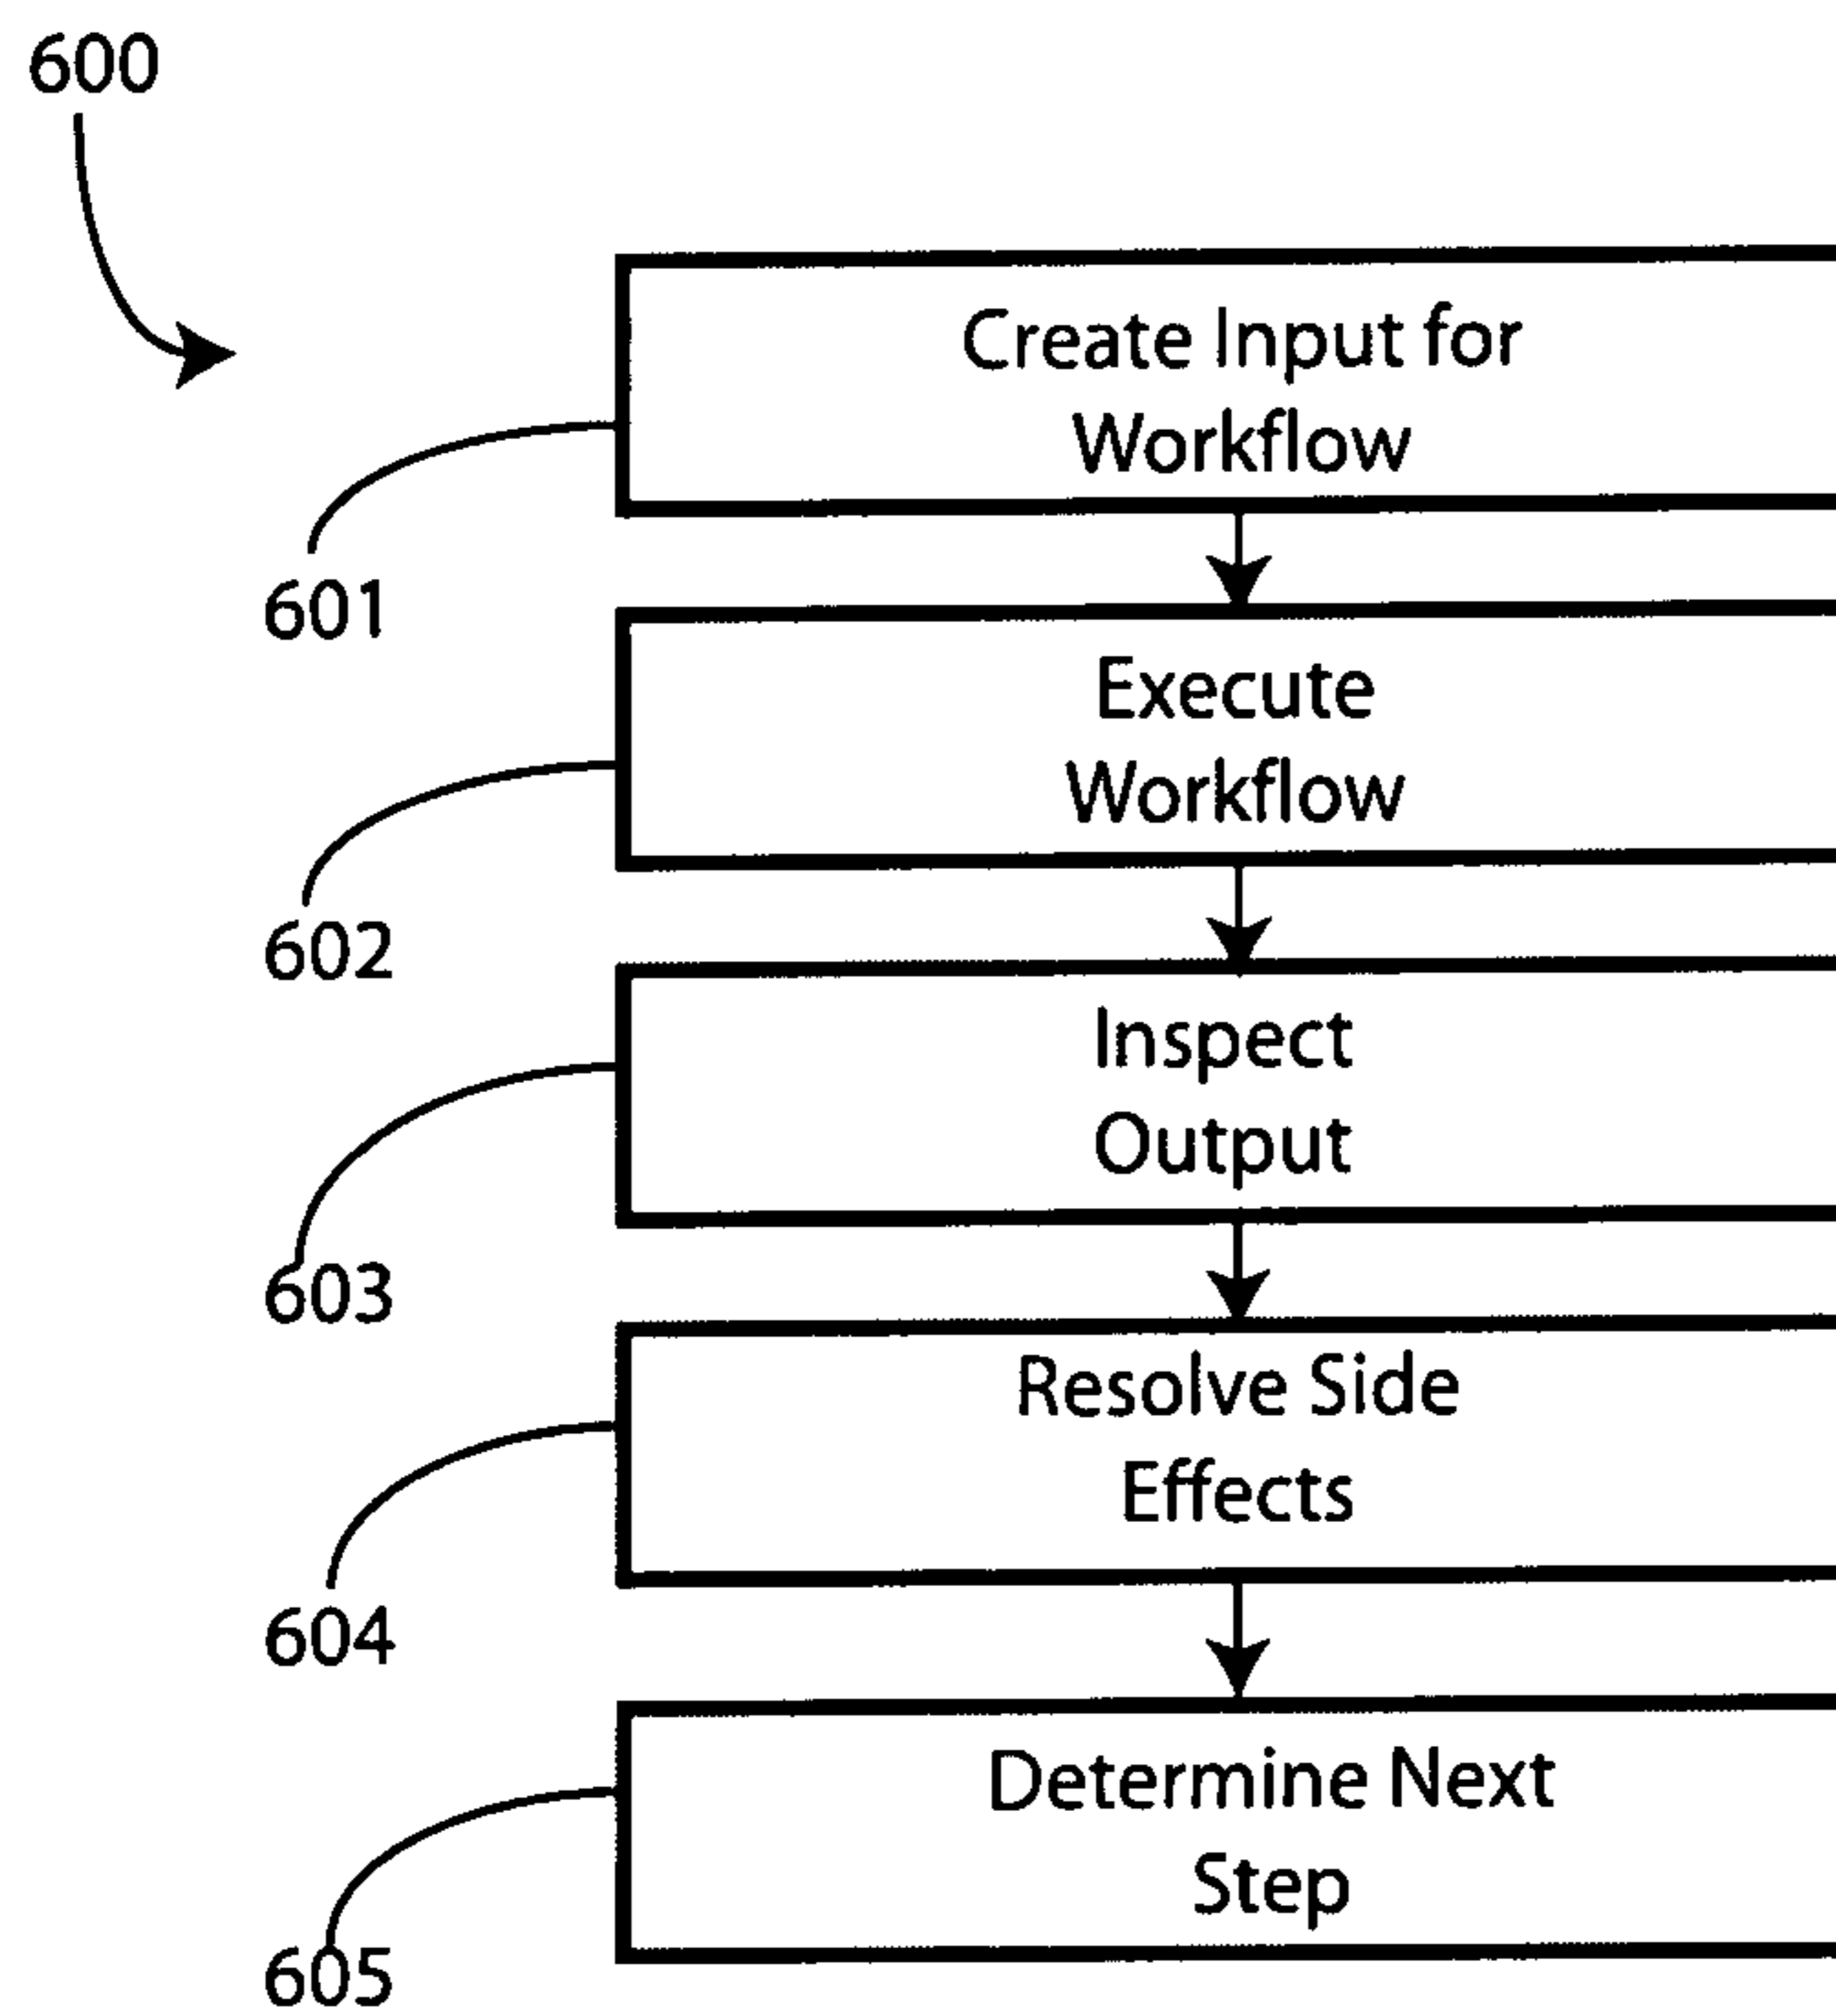 600
Create Input for
Workflow
601
Execute
Workflow
602
Inspect
Output
603
Resolve Side
Effects
604
Determine Next
Step
605